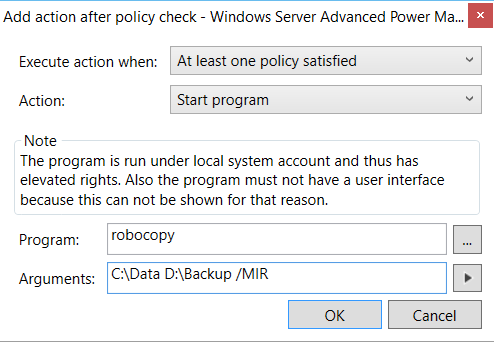 Add action after policy check - Windows Server Advanced Power Ma...
Execute action when: At least one policy satisfied
Action: Start program
Note
The program is run under local system account and thus has
elevated rights. Also the program must not have a user interface
because this can not be shown for that reason.
Program: robocopy ...
Arguments: C:\Data D:\Backup /MIR
OK Cancel